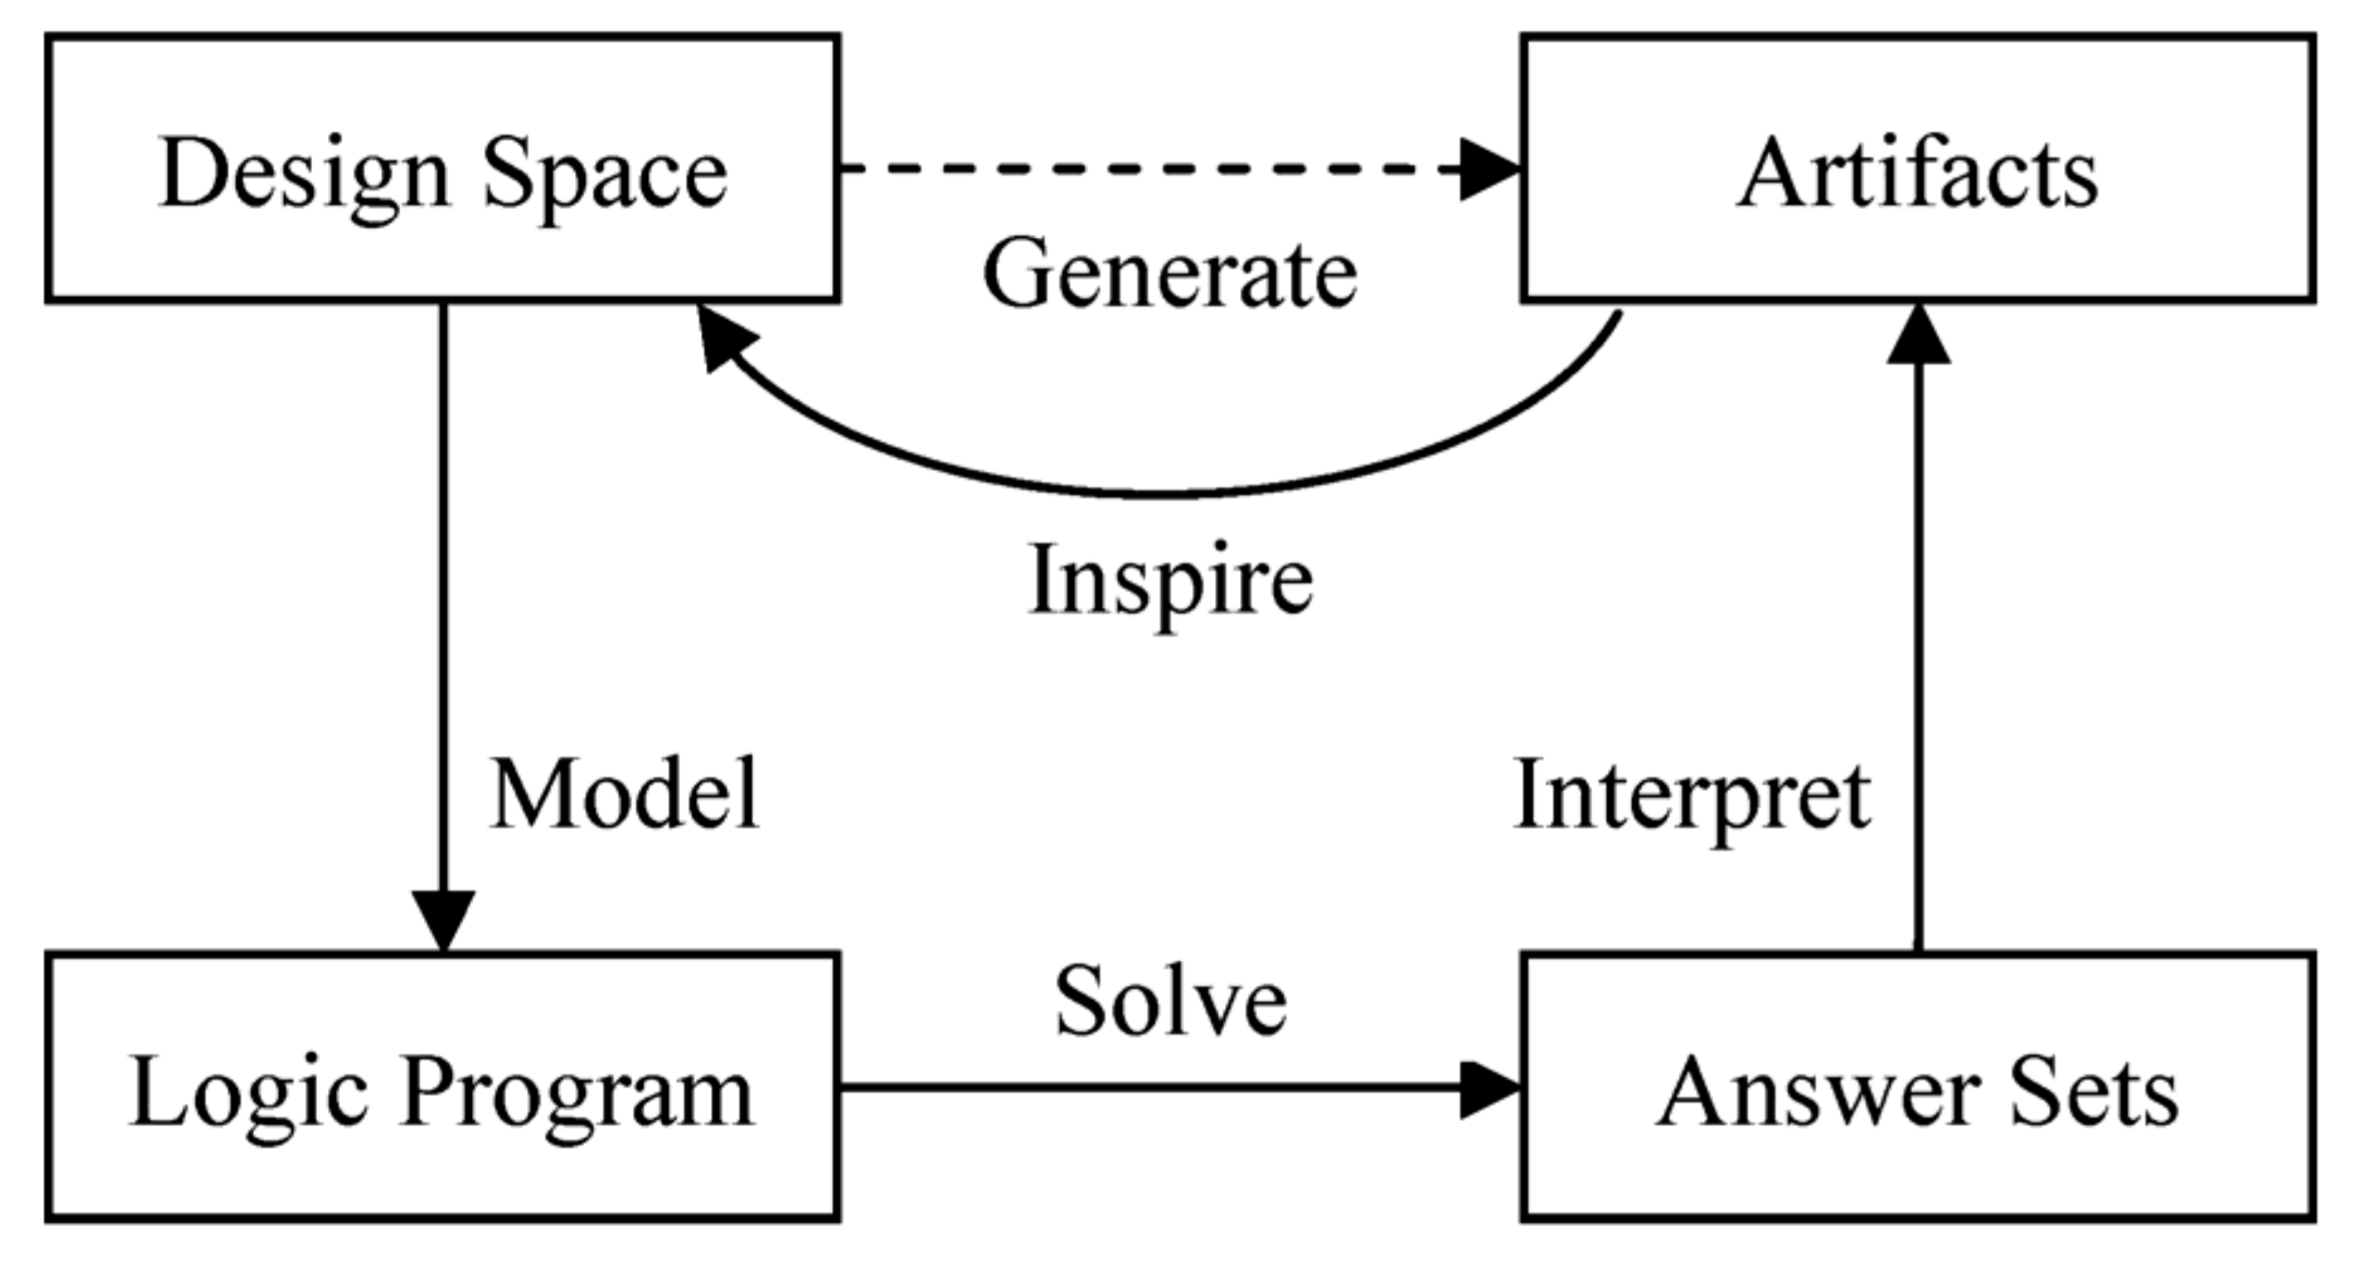 Design Space
Artifacts
Generate
Inspire
Model
Interpret
Solve
Logic Program
Answer Sets